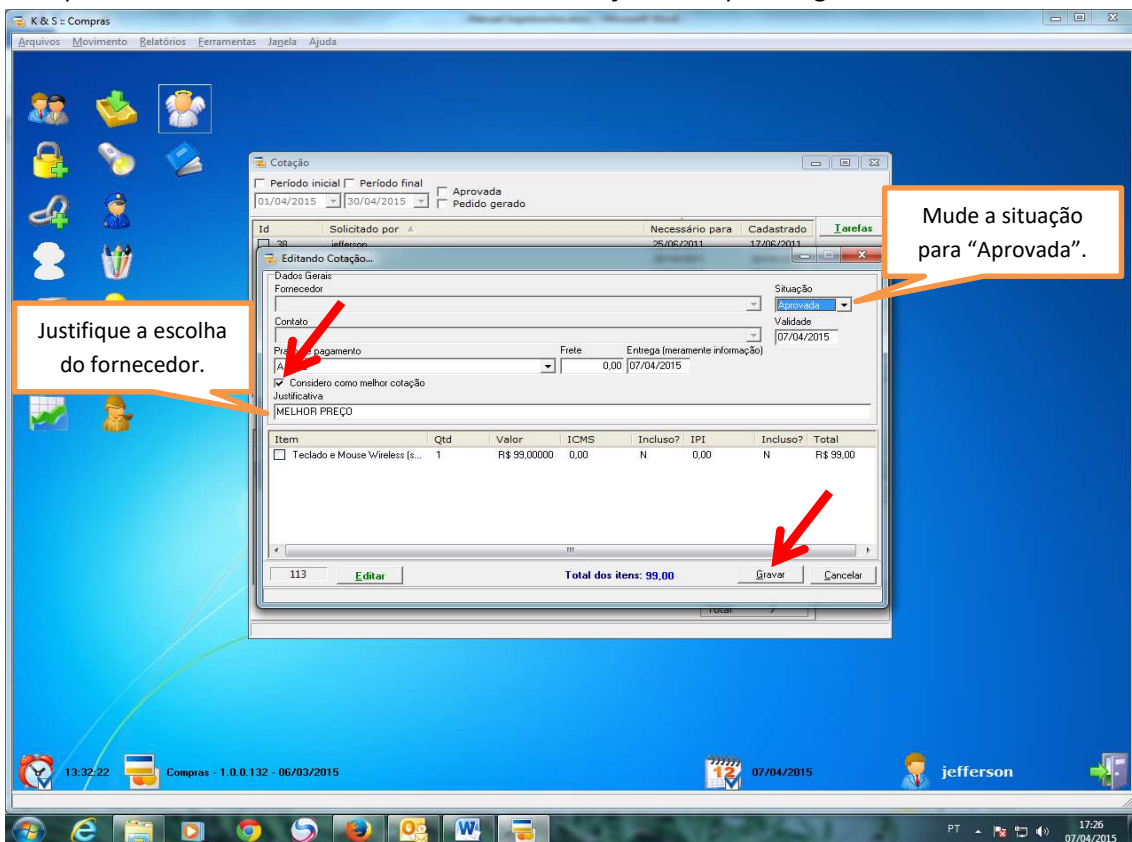 K & S :: Compras
Arquivos Movimento Relatórios Ferramentas Janela Ajuda
Cotação
Período inicial Período final
Aprovada
01/04/2015 30/04/2015
Pedido gerado
Id Solicitado por Necessário para Cadastrado Tarefas
38 jefferson 25/06/2011 17/06/2011
Mude a situação
para “Aprovada”.
Editando Cotação...
Dados Gerais
Fornecedor Situação
Aprovada
Contato Validade
07/04/2015
pagamento Frete Entrega (meramente informação)
0,00 07/04/2015
Considero como melhor cotação
Justificativa
MELHOR PREÇO
Justifique a escolha
do fornecedor.
Item Qtd Valor ICMS Incluso? IPI Incluso? Total
Teclado e Mouse Wireless (s... 1 R$ 99,00000 0,00 N 0,00 N R$ 99,00
113 Editar Total dos itens: 99,00 Gravar Cancelar
Total 7
13:32:22 Compras - 1.0.0.132 - 06/03/2015 12 07/04/2015 jefferson
PT 17:26
07/04/2015